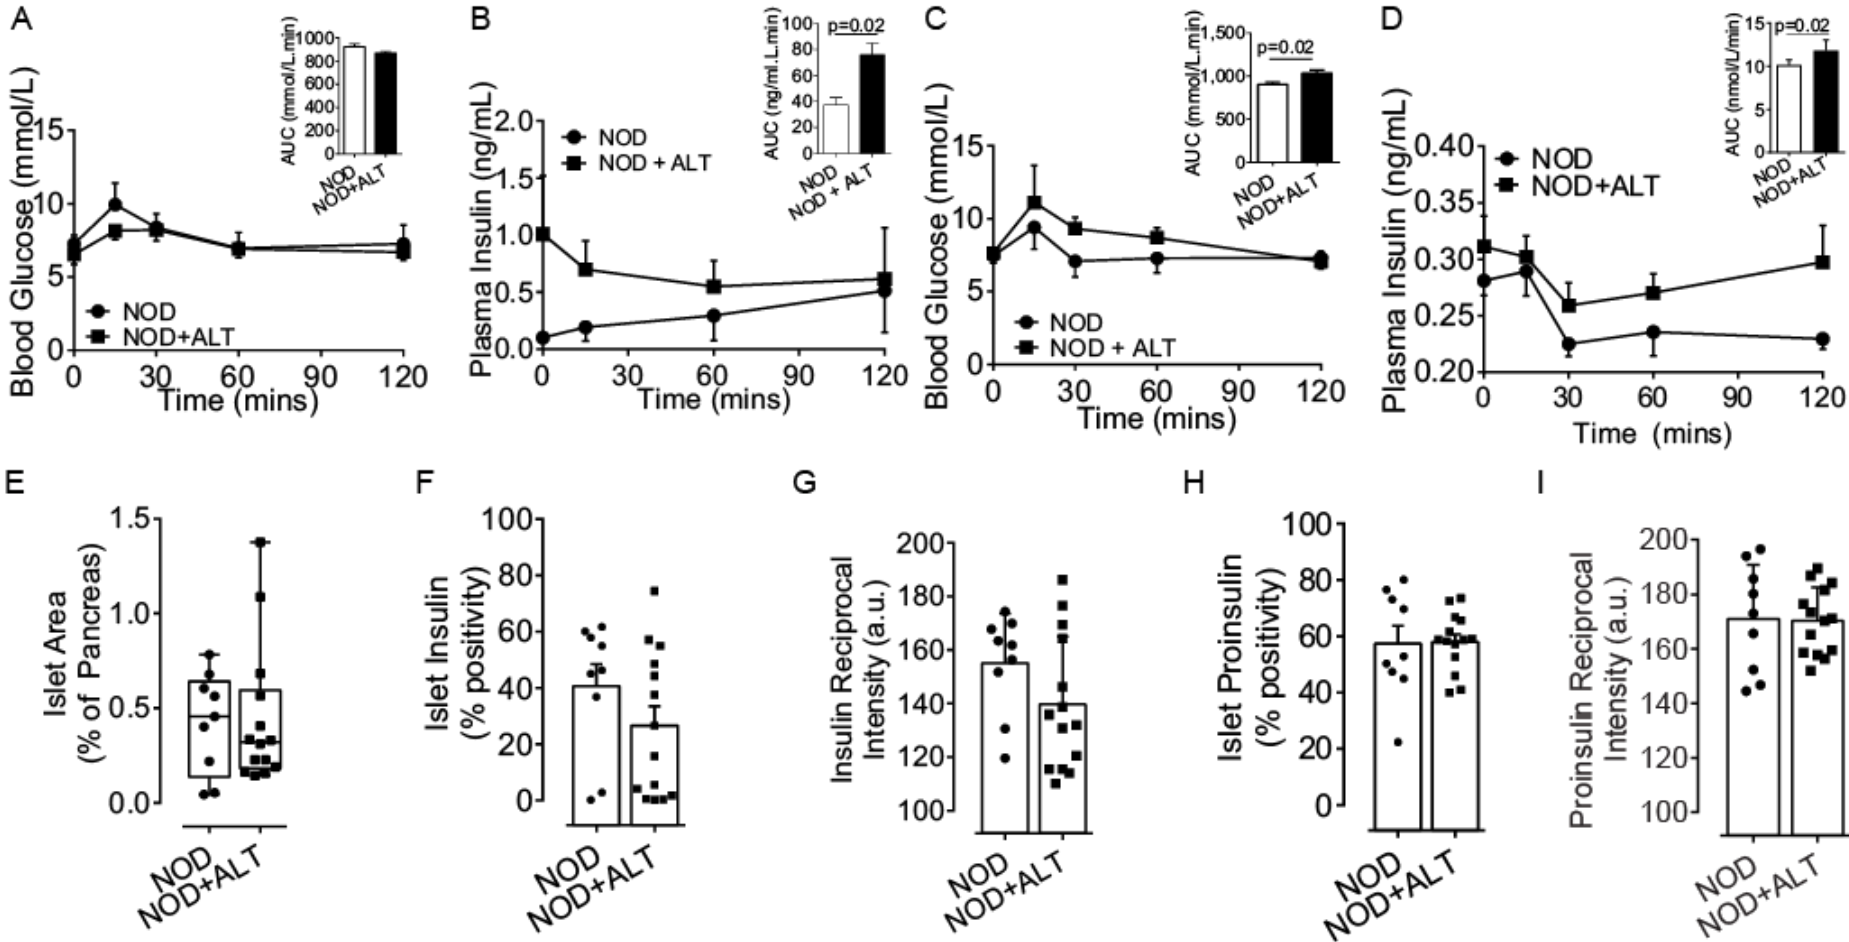 A
Blood Glucose (mmol/L)
15
10
5
0
0
30
60
90
120
Time (mins)
NOD
NOD+ALT
AUC (mmol/L.min)
1000
800
600
400
200
0
NOD
NOD+ALT
B
Plasma Insulin (ng/mL)
2.0
1.5
1.0
0.5
0.0
0
30
60
90
120
Time (mins)
NOD
NOD + ALT
AUC (ng/ml.L.min)
100
80
60
40
20
0
p=0.02
NOD
NOD + ALT
C
Blood Glucose (mmol/L)
15
10
5
0
0
30
60
90
120
Time (mins)
NOD
NOD + ALT
AUC (mmol/L.min)
1,500
1,000
500
0
p=0.02
NOD
NOD+ALT
D
Plasma Insulin (ng/mL)
0.40
0.35
0.30
0.25
0.20
0
30
60
90
120
Time (mins)
NOD
NOD+ALT
AUC (nmol/L/min)
15
10
5
0
p=0.02
NOD
NOD+ALT
E
Islet Area
(% of Pancreas)
1.5
1.0
0.5
0.0
NOD
NOD+ALT
F
Islet Insulin
(% positivity)
100
80
60
40
20
0
NOD
NOD+ALT
G
Insulin Reciprocal
Intensity (a.u.)
200
180
160
140
120
100
NOD
NOD+ALT
H
Islet Proinsulin
(% positivity)
100
80
60
40
20
0
NOD
NOD+ALT
I
Proinsulin Reciprocal
Intensity (a.u.)
200
180
160
140
120
100
NOD
NOD+ALT